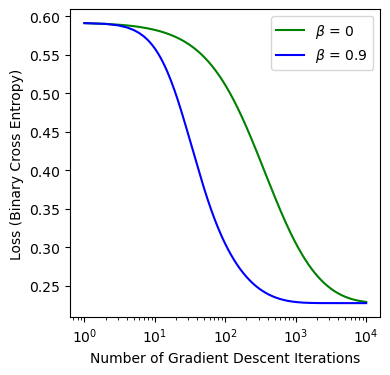 0.60
0.55
0.50
0.45
0.40
0.35
0.30
0.25
Loss (Binary Cross Entropy)
β = 0
β = 0.9
10⁰ 10¹ 10² 10³ 10⁴
Number of Gradient Descent Iterations